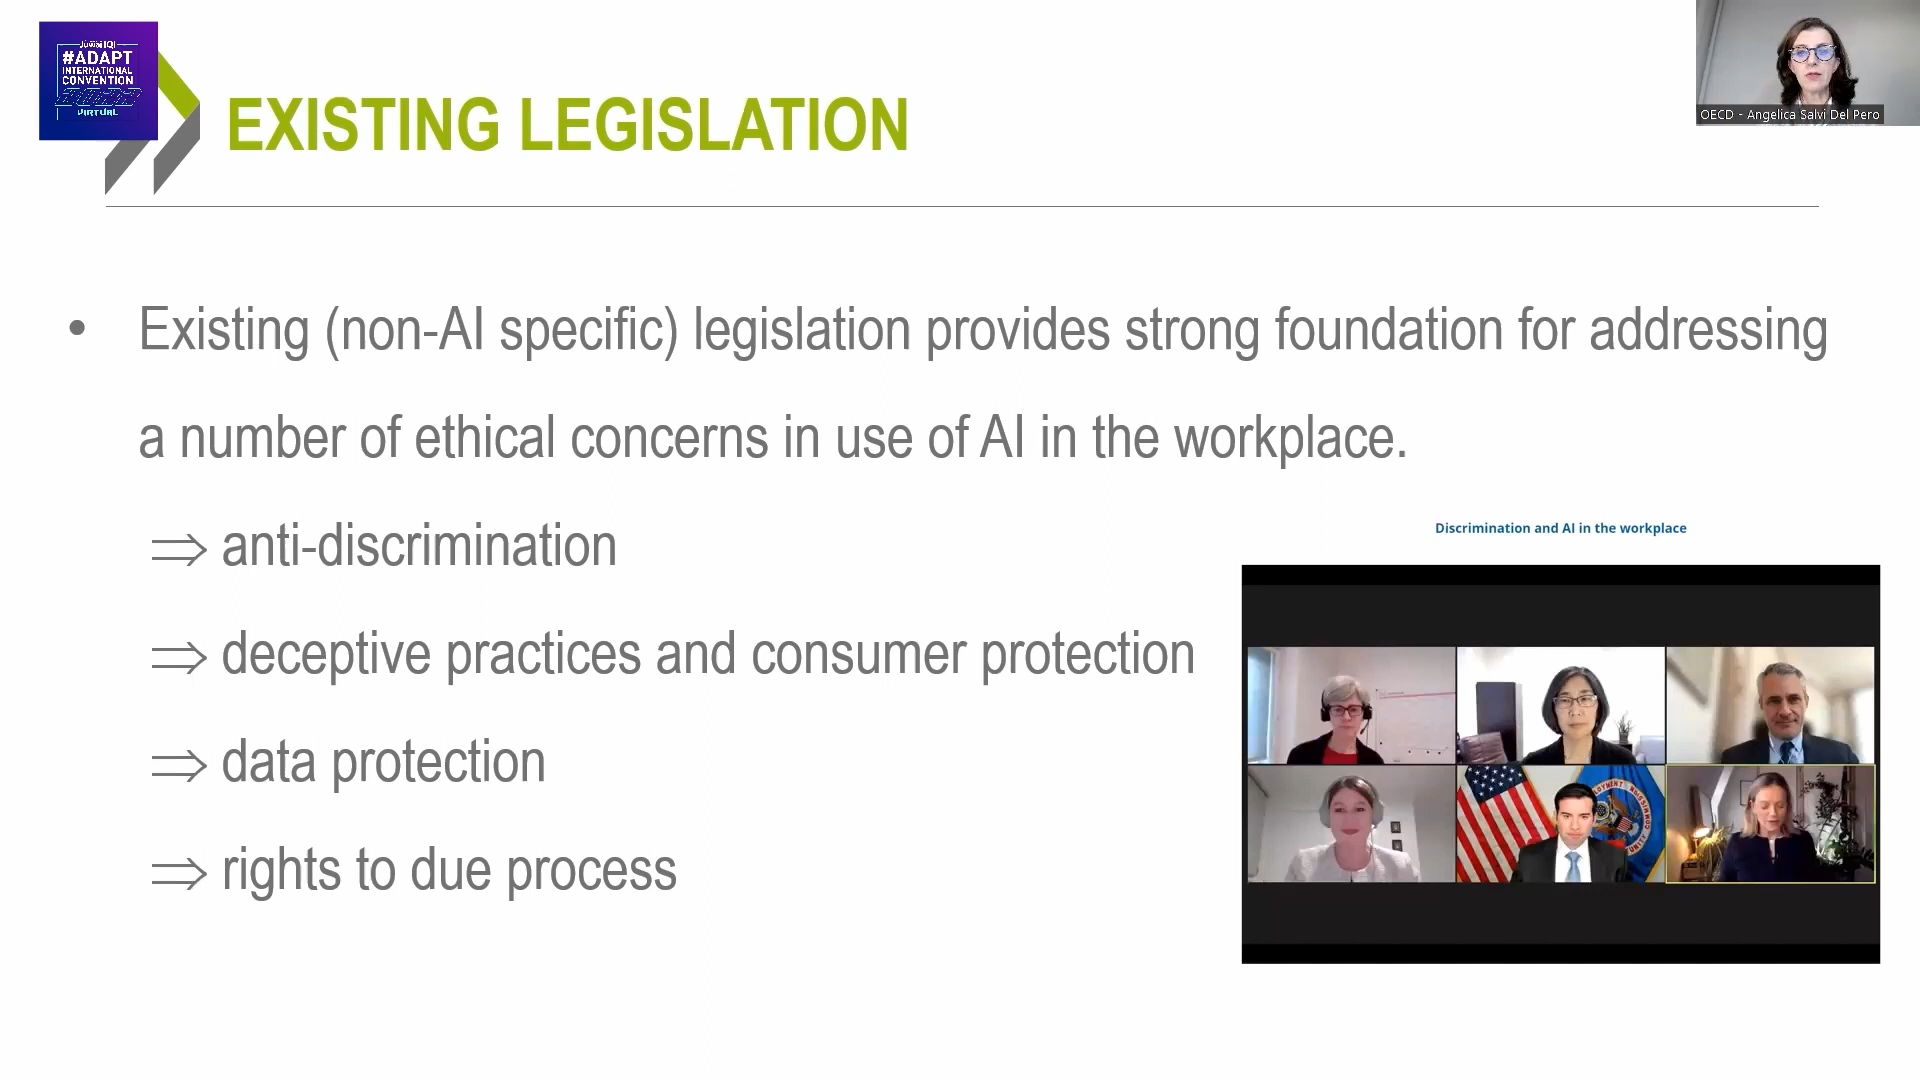 Juwai IQI
#ADAPT
INTERNATIONAL
CONVENTION
VIRTUAL
EXISTING LEGISLATION
OECD - Angelica Salvi Del Pero
• Existing (non-AI specific) legislation provides strong foundation for addressing
a number of ethical concerns in use of AI in the workplace.
⇒ anti-discrimination
⇒ deceptive practices and consumer protection
⇒ data protection
⇒ rights to due process
Discrimination and AI in the workplace